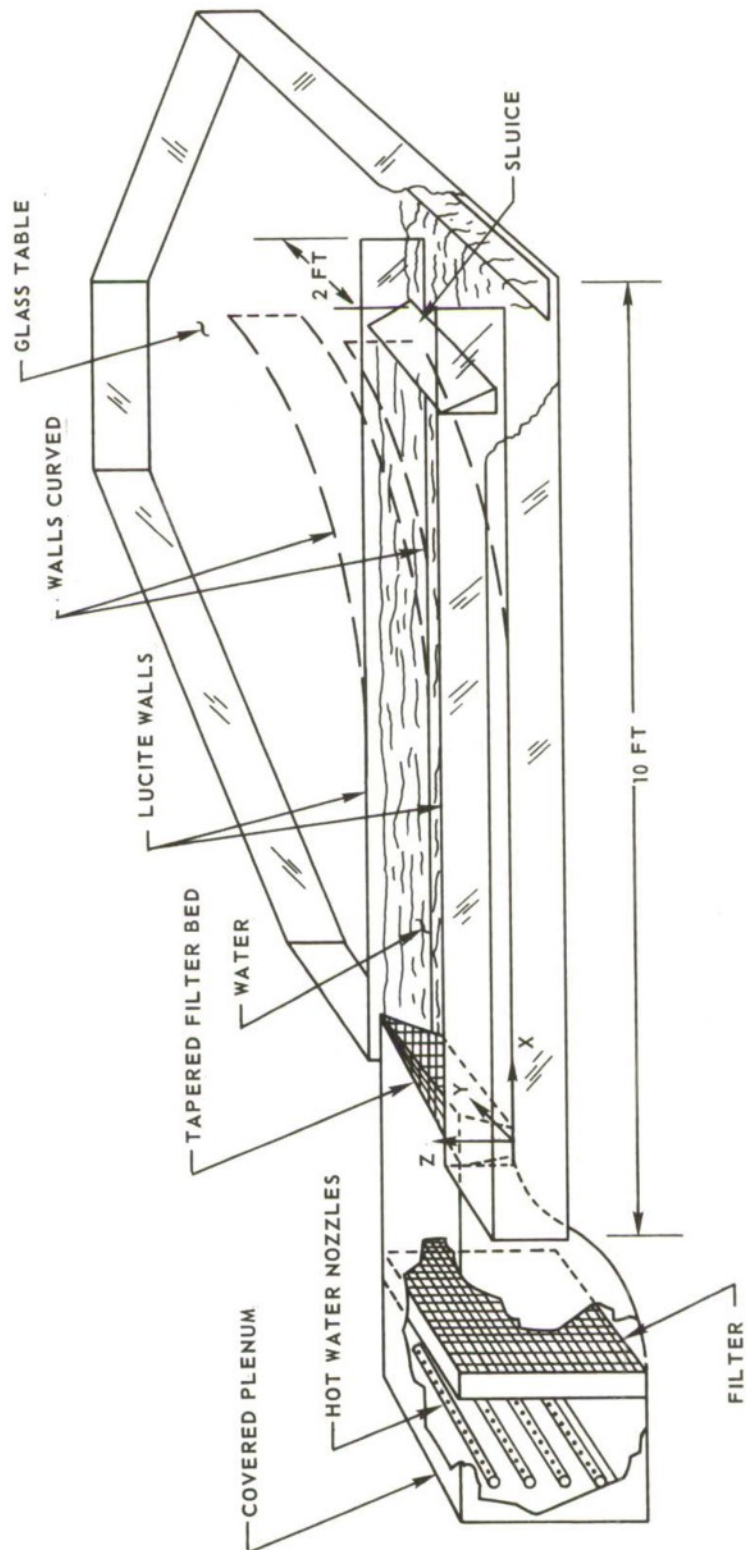 GLASS TABLE
WALLS CURVED
LUCITE WALLS
WATER
TAPERED FILTER BED
HOT WATER NOZZLES
COVERED PLENUM
2 FT
SLUICE
Z
Y
X
10 FT
FILTER